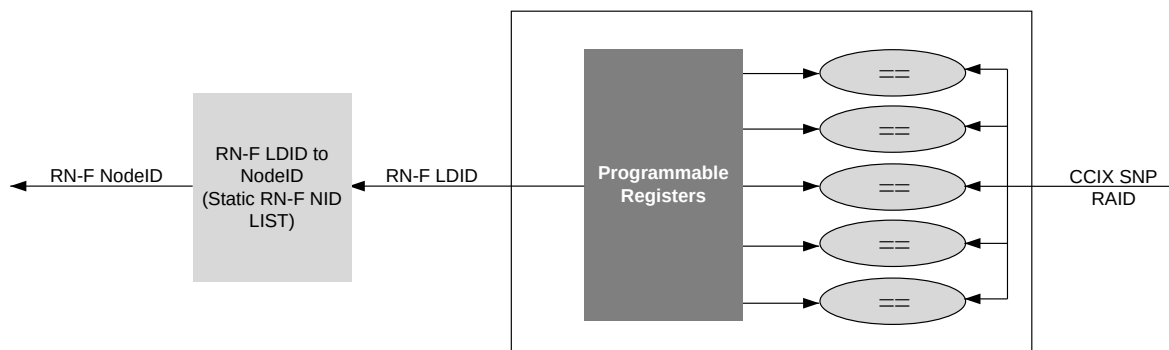 RN-F NodeID
RN-F LDID to
NodeID
(Static RN-F NID
LIST)
RN-F LDID
Programmable
Registers
==
==
==
==
==
CCIX SNP
RAID